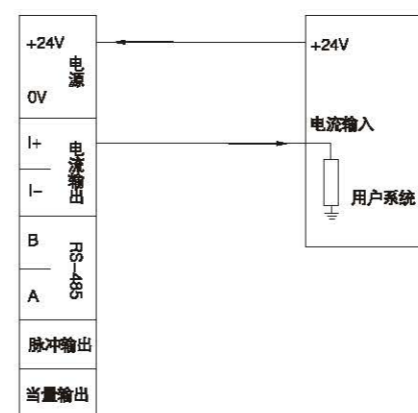 +24V
电源
0V
I+
电流输出
I-
B
RS-485
A
脉冲输出
当量输出
+24V
电流输入
用户系统